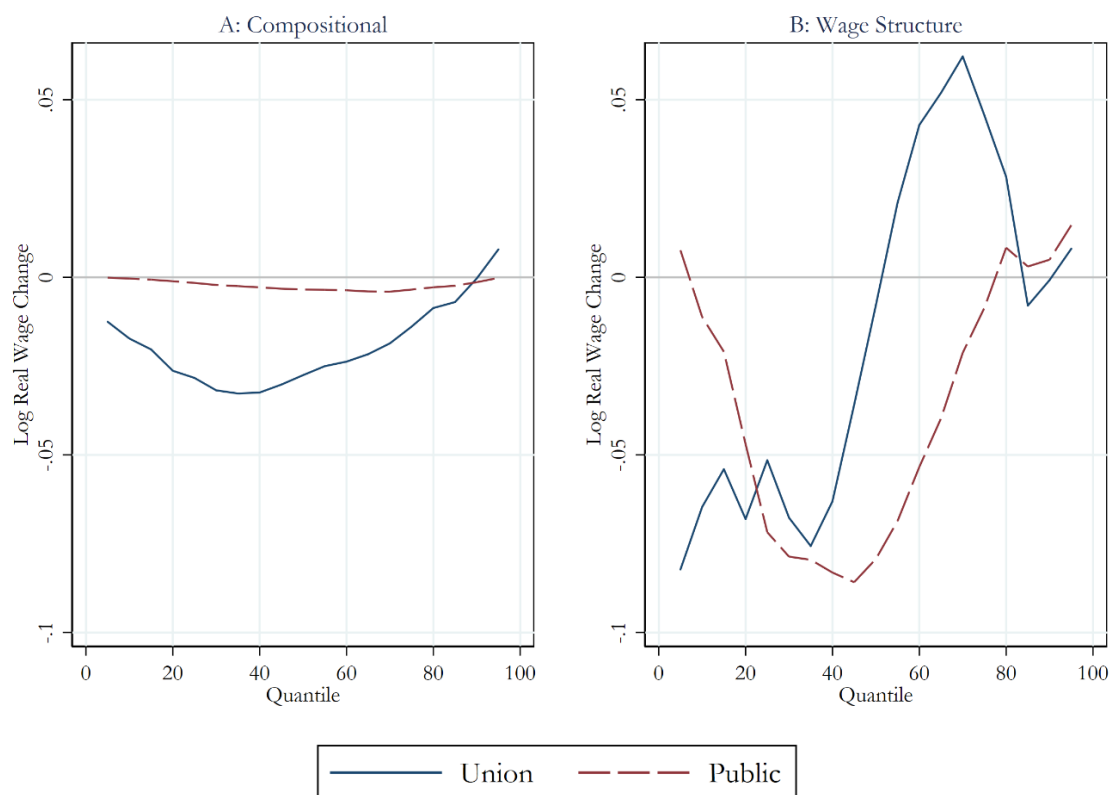 A: Compositional
Log Real Wage Change
.05
0
-.05
-.1
0 20 40 60 80 100
Quantile
B: Wage Structure
Log Real Wage Change
.05
0
-.05
-.1
0 20 40 60 80 100
Quantile
Union Public